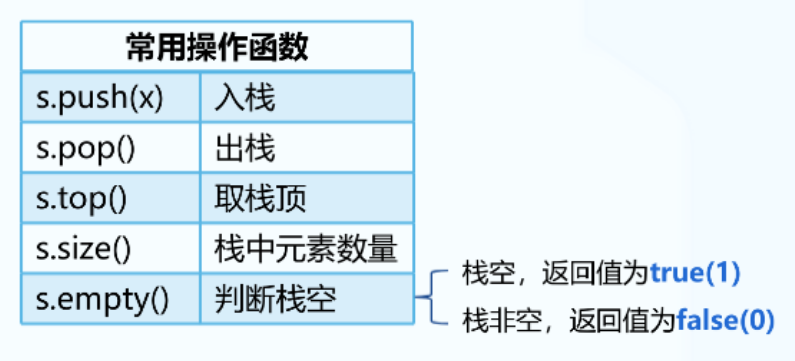 常用操作函数
s.push(x) 入栈
s.pop() 出栈
s.top() 取栈顶
s.size() 栈中元素数量
s.empty() 判断栈空
栈空，返回值为true(1)
栈非空，返回值为false(0)